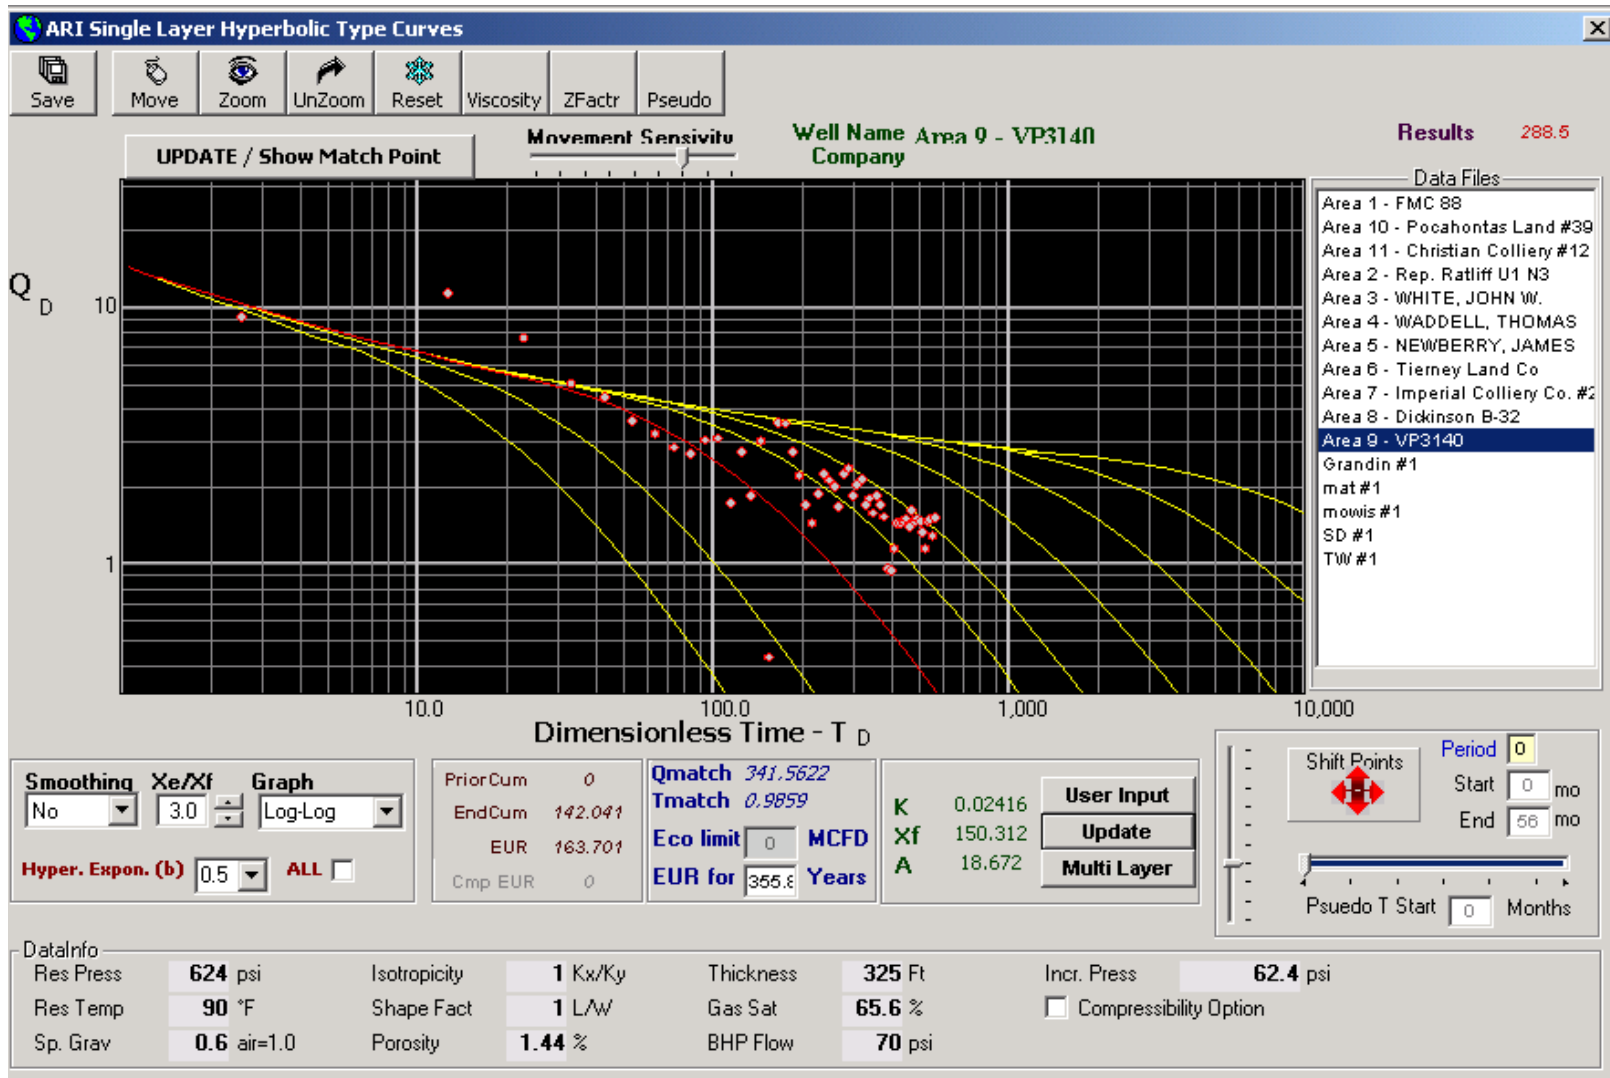 ARI Single Layer Hyperbolic Type Curves
Save Move Zoom UnZoom Reset Viscosity ZFactr Pseudo
UPDATE / Show Match Point
Movement Sensivity
Well Name Area 9 - VP3140
Company
Results 288.5
Data Files
Area 1 - FMC 88
Area 10 - Pocahontas Land #39
Area 11 - Christian Colliery #12
Area 2 - Rep. Ratliff U1 N3
Area 3 - WHITE, JOHN W.
Area 4 - WADDELL, THOMAS
Area 5 - NEWBERRY, JAMES
Area 6 - Tierney Land Co
Area 7 - Imperial Colliery Co. #2
Area 8 - Dickinson B-32
Area 9 - VP3140
Grandin #1
mat #1
mowis #1
SD #1
TW #1
Q D
10
1
10.0 100.0 1,000 10,000
Dimensionless Time - T D
Smoothing Xe/Xf Graph
No 3.0 Log-Log
Hyper. Expon. (b) 0.5 ALL
PriorCum 0
EndCum 142.041
EUR 163.701
Cmp EUR 0
Qmatch 341.5622
Tmatch 0.9859
Eco limit 0 MCFD
EUR for 355.8 Years
K 0.02416
Xf 150.312
A 18.672
User Input
Update
Multi Layer
Shift Points
Period 0
Start 0 mo
End 56 mo
Psuedo T Start 0 Months
DataInfo
Res Press 624 psi Isotropicity 1 Kx/Ky Thickness 325 Ft Incr. Press 62.4 psi
Res Temp 90 °F Shape Fact 1 L/W Gas Sat 65.6 % Compressibility Option
Sp. Grav 0.6 air=1.0 Porosity 1.44 % BHP Flow 70 psi